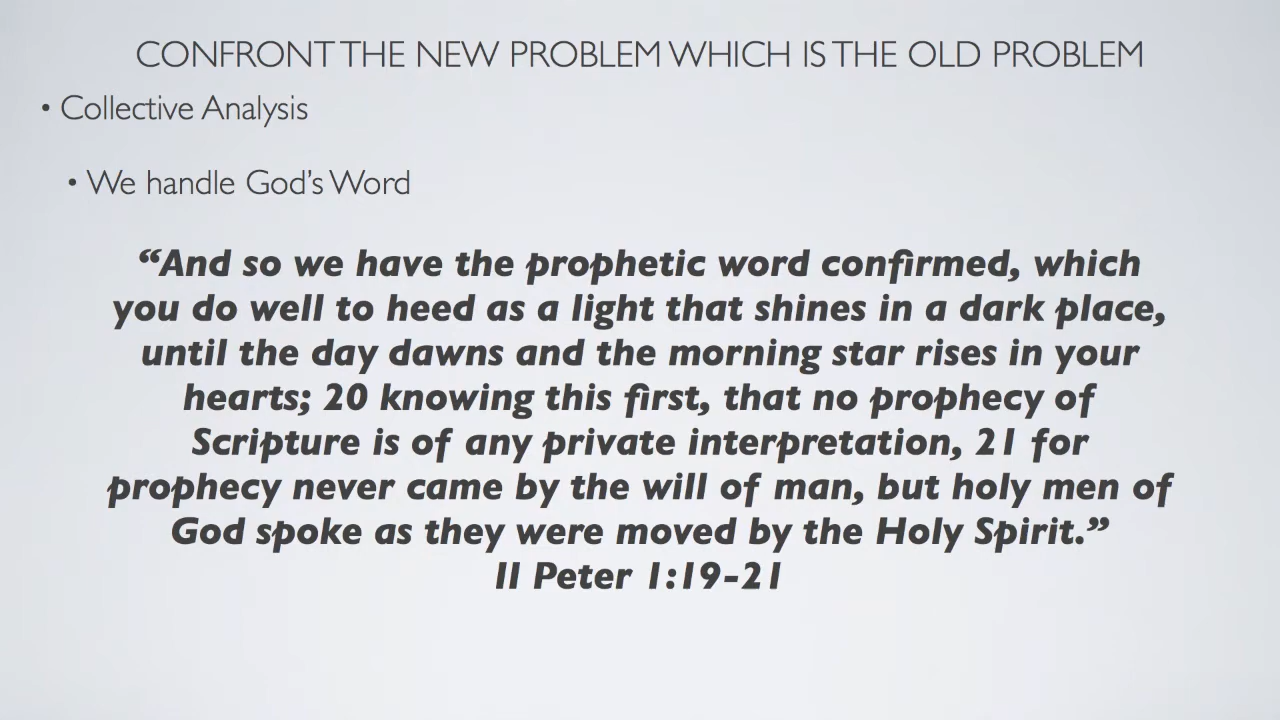 CONFRONT THE NEW PROBLEM WHICH IS THE OLD PROBLEM
• Collective Analysis
• We handle God’s Word
“And so we have the prophetic word confirmed, which
you do well to heed as a light that shines in a dark place,
until the day dawns and the morning star rises in your
hearts; 20 knowing this first, that no prophecy of
Scripture is of any private interpretation, 21 for
prophecy never came by the will of man, but holy men of
God spoke as they were moved by the Holy Spirit.”
II Peter 1:19-21